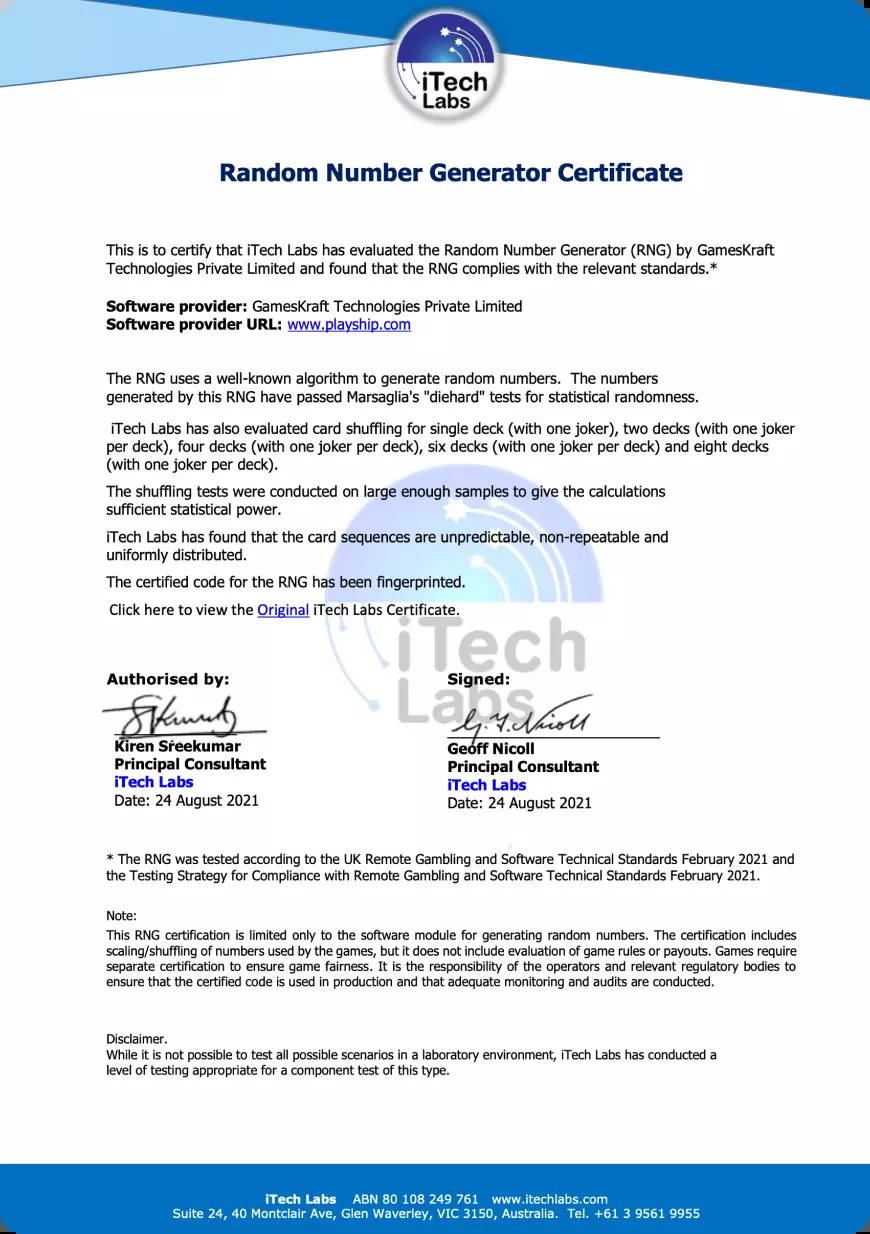 iTech
Labs
Random Number Generator Certificate
This is to certify that iTech Labs has evaluated the Random Number Generator (RNG) by GamesKraft
Technologies Private Limited and found that the RNG complies with the relevant standards.*
Software provider: GamesKraft Technologies Private Limited
Software provider URL: www.playship.com
The RNG uses a well-known algorithm to generate random numbers. The numbers
generated by this RNG have passed Marsaglia's "diehard" tests for statistical randomness.
iTech Labs has also evaluated card shuffling for single deck (with one joker), two decks (with one joker
per deck), four decks (with one joker per deck), six decks (with one joker per deck) and eight decks
(with one joker per deck).
The shuffling tests were conducted on large enough samples to give the calculations
sufficient statistical power.
iTech Labs has found that the card sequences are unpredictable, non-repeatable and
uniformly distributed.
The certified code for the RNG has been fingerprinted.
Click here to view the Original iTech Labs Certificate.
iTech
Labs
Authorised by:
Kiren Sreekumar
Principal Consultant
iTech Labs
Date: 24 August 2021
Signed:
G.F. Nicoll
Geoff Nicoll
Principal Consultant
iTech Labs
Date: 24 August 2021
* The RNG was tested according to the UK Remote Gambling and Software Technical Standards February 2021 and
the Testing Strategy for Compliance with Remote Gambling and Software Technical Standards February 2021.
Note:
This RNG certification is limited only to the software module for generating random numbers. The certification includes
scaling/shuffling of numbers used by the games, but it does not include evaluation of game rules or payouts. Games require
separate certification to ensure game fairness. It is the responsibility of the operators and relevant regulatory bodies to
ensure that the certified code is used in production and that adequate monitoring and audits are conducted.
Disclaimer.
While it is not possible to test all possible scenarios in a laboratory environment, iTech Labs has conducted a
level of testing appropriate for a component test of this type.
iTech Labs ABN 80 108 249 761 www.itechlabs.com
Suite 24, 40 Montclair Ave, Glen Waverley, VIC 3150, Australia. Tel. +61 3 9561 9955